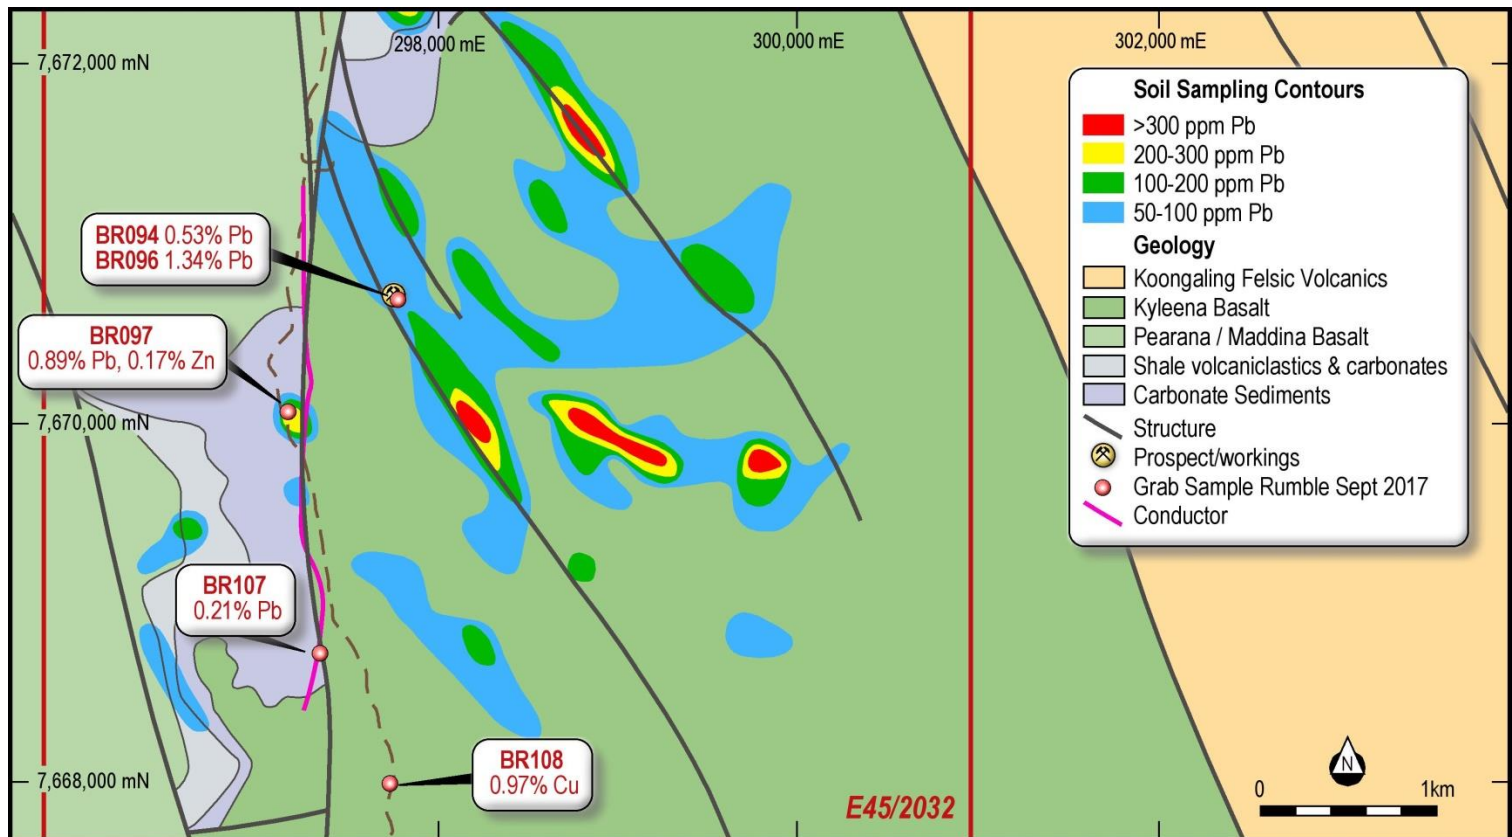 298,000 mE
300,000 mE
302,000 mE
7,672,000 mN
Soil Sampling Contours
>300 ppm Pb
200-300 ppm Pb
100-200 ppm Pb
50-100 ppm Pb
Geology
Koongaling Felsic Volcanics
Kyleena Basalt
Pearana / Maddina Basalt
Shale volcaniclastics & carbonates
Carbonate Sediments
Structure
Prospect/workings
Grab Sample Rumble Sept 2017
Conductor
BR094 0.53% Pb
BR096 1.34% Pb
BR097
0.89% Pb, 0.17% Zn
7,670,000 mN
BR107
0.21% Pb
BR108
0.97% Cu
7,668,000 mN
E45/2032
N
0 1km